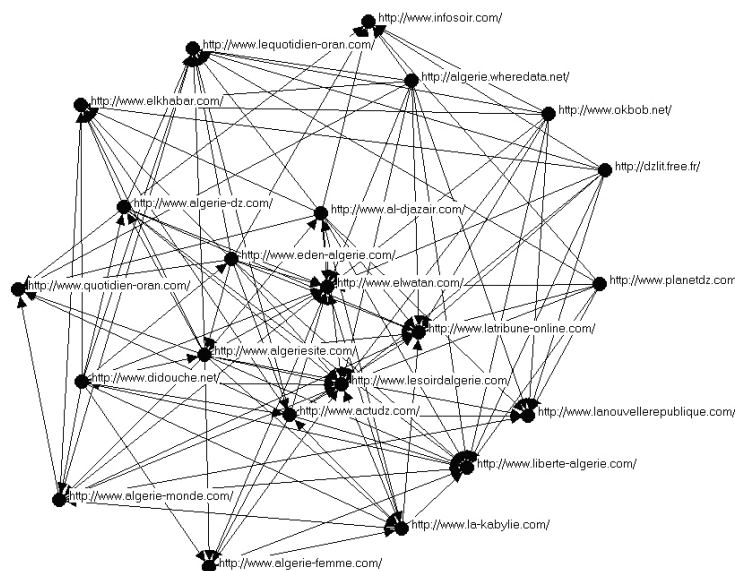 http://www.infosoir.com/
http://www.lequotidien-oran.com/
http://algerie.wheredata.net/
http://www.elkhabar.com/
http://www.okbob.net/
http://dzlit.free.fr/
http://www.algerie-dz.com/
http://www.al-djazair.com/
http://www.eden-algerie.com/
http://www.quotidien-oran.com/
http://www.elwatan.com/
http://www.planetdz.com
http://www.latribune-online.com/
http://www.algeriesite.com/
http://www.didouche.net/
http://www.lesoirdalgerie.com/
http://www.actudz.com/
http://www.lanouvellerepublique.com/
http://www.liberte-algerie.com/
http://www.algerie-monde.com/
http://www.la-kabylie.com/
http://www.algerie-femme.com/